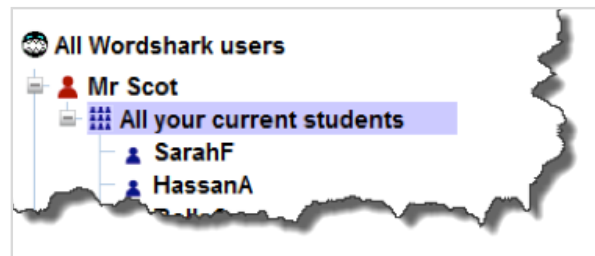 All Wordshark users
Mr Scot
All your current students
SarahF
HassanA